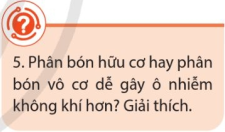 5. Phân bón hữu cơ hay phân
bón vô cơ dễ gây ô nhiễm
không khí hơn? Giải thích.